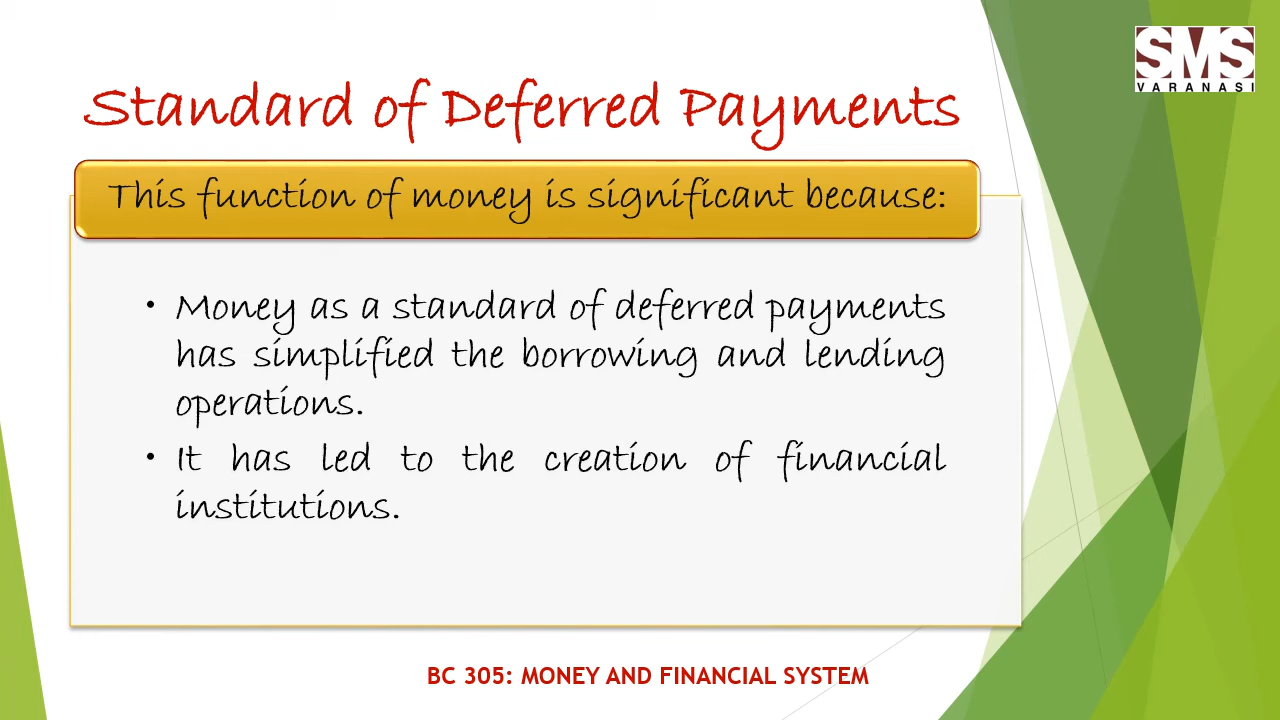 SMS
VARANASI
Standard of Deferred Payments
This function of money is significant because:
• Money as a standard of deferred payments
has simplified the borrowing and lending
operations.
• It has led to the creation of financial
institutions.
BC 305: MONEY AND FINANCIAL SYSTEM